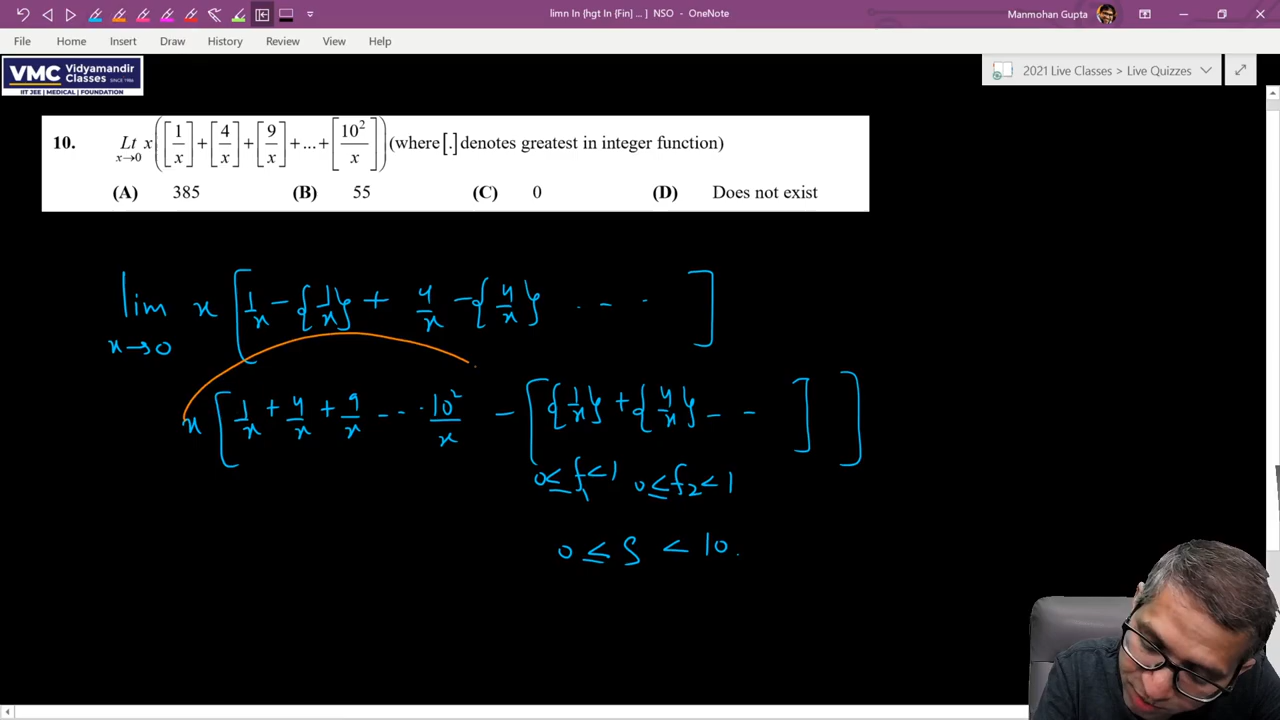 limn In {hgt In {Fin] ... ] NSO - OneNote
Manmohan Gupta
File Home Insert Draw History Review View Help
VMC Vidyamandir Classes SINCE 1986
IIT JEE | MEDICAL | FOUNDATION
2021 Live Classes > Live Quizzes
10. Lt x→0 x([1/x]+[4/x]+[9/x]+...+[10²/x]) (where [.] denotes greatest in integer function)
(A) 385 (B) 55 (C) 0 (D) Does not exist
lim x→0 x[1/x - {1/x} + 4/x - {4/x} ... ]
x[1/x + 4/x + 9/x ---· 10²/x - [{1/x} + {4/x} -- ] ]
0 ≤ f₁ < 1 0 ≤ f₂ < 1
0 ≤ S < 10.